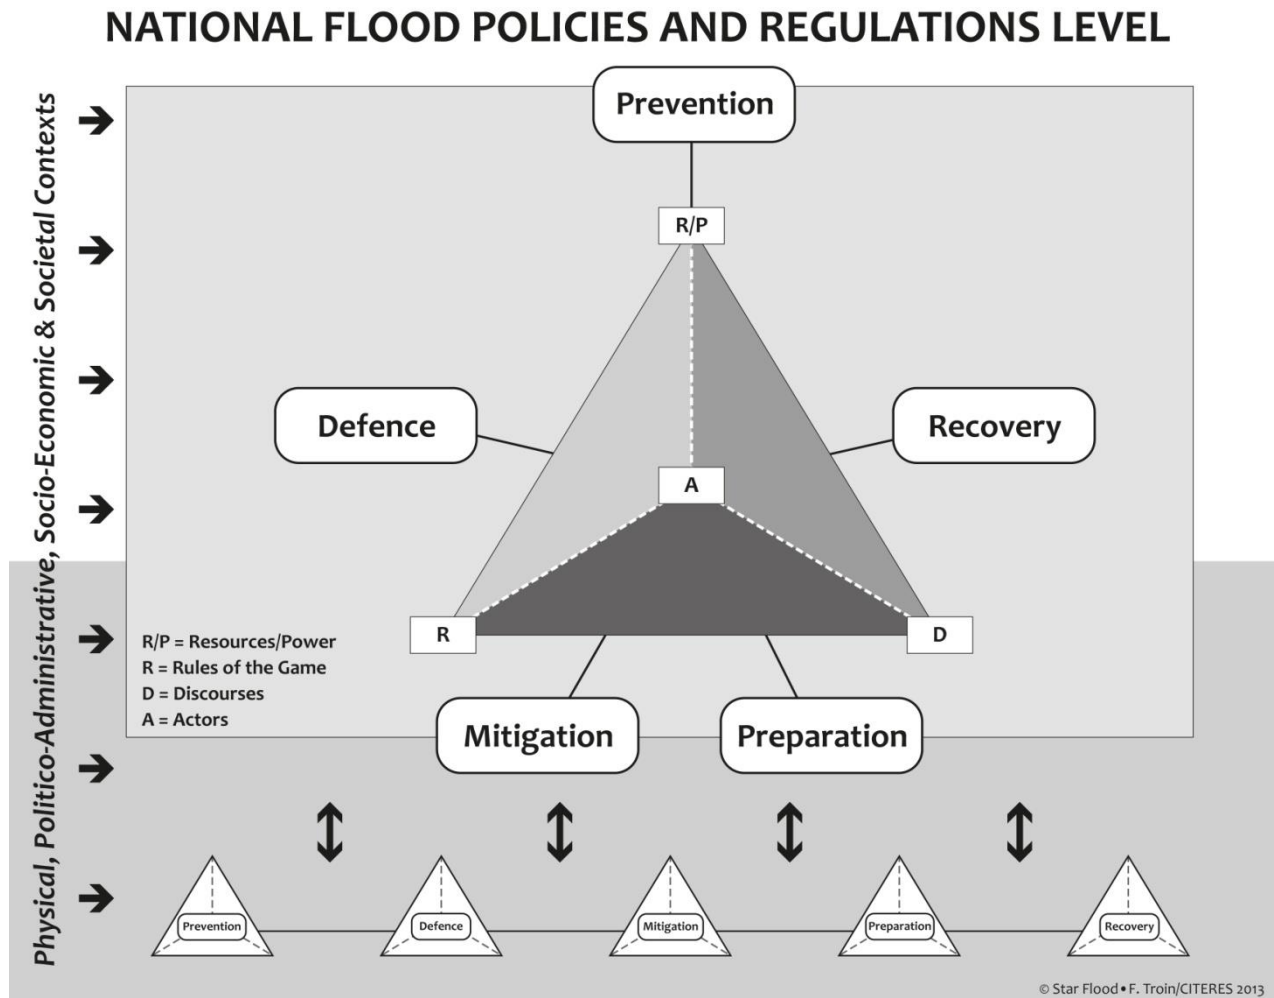 NATIONAL FLOOD POLICIES AND REGULATIONS LEVEL
Physical, Politico-Administrative, Socio-Economic & Societal Contexts
Prevention
R/P
Defence
Recovery
A
R
D
R/P = Resources/Power
R = Rules of the Game
D = Discourses
A = Actors
Mitigation
Preparation
Prevention
Defence
Mitigation
Preparation
Recovery
© Star Flood • F. Troin/CITERES 2013